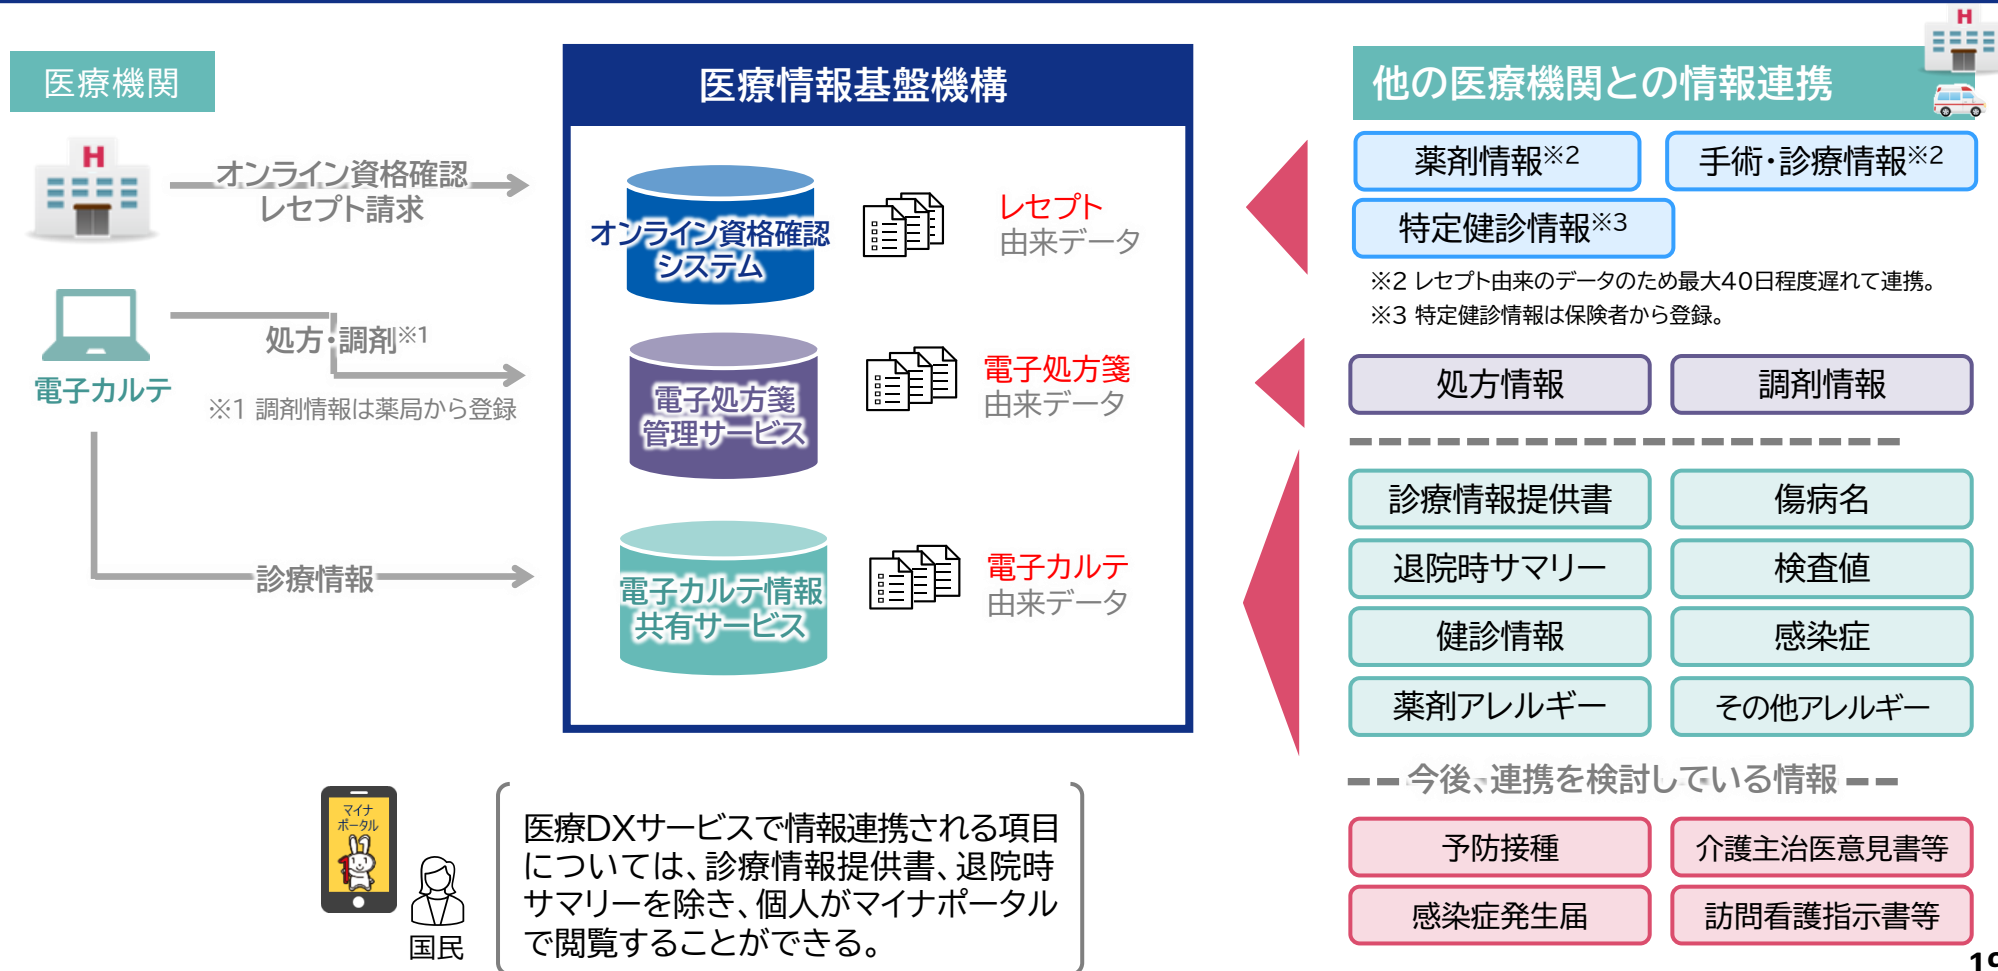 医療機関
H
オンライン資格確認
レセプト請求
電子カルテ
処方・調剤※1
※1 調剤情報は薬局から登録
診療情報
医療情報基盤機構
オンライン資格確認
システム
レセプト
由来データ
電子処方箋
管理サービス
電子処方箋
由来データ
電子カルテ情報
共有サービス
電子カルテ
由来データ
H
他の医療機関との情報連携
薬剤情報※2
手術・診療情報※2
特定健診情報※3
※2 レセプト由来のデータのため最大40日程度遅れて連携。
※3 特定健診情報は保険者から登録。
処方情報
調剤情報
診療情報提供書
傷病名
退院時サマリー
検査値
健診情報
感染症
薬剤アレルギー
その他アレルギー
今後、連携を検討している情報
予防接種
介護主治医意見書等
感染症発生届
訪問看護指示書等
マイナ
ポータル
国民
医療DXサービスで情報連携される項目
については、診療情報提供書、退院時
サマリーを除き、個人がマイナポータル
で閲覧することができる。
19